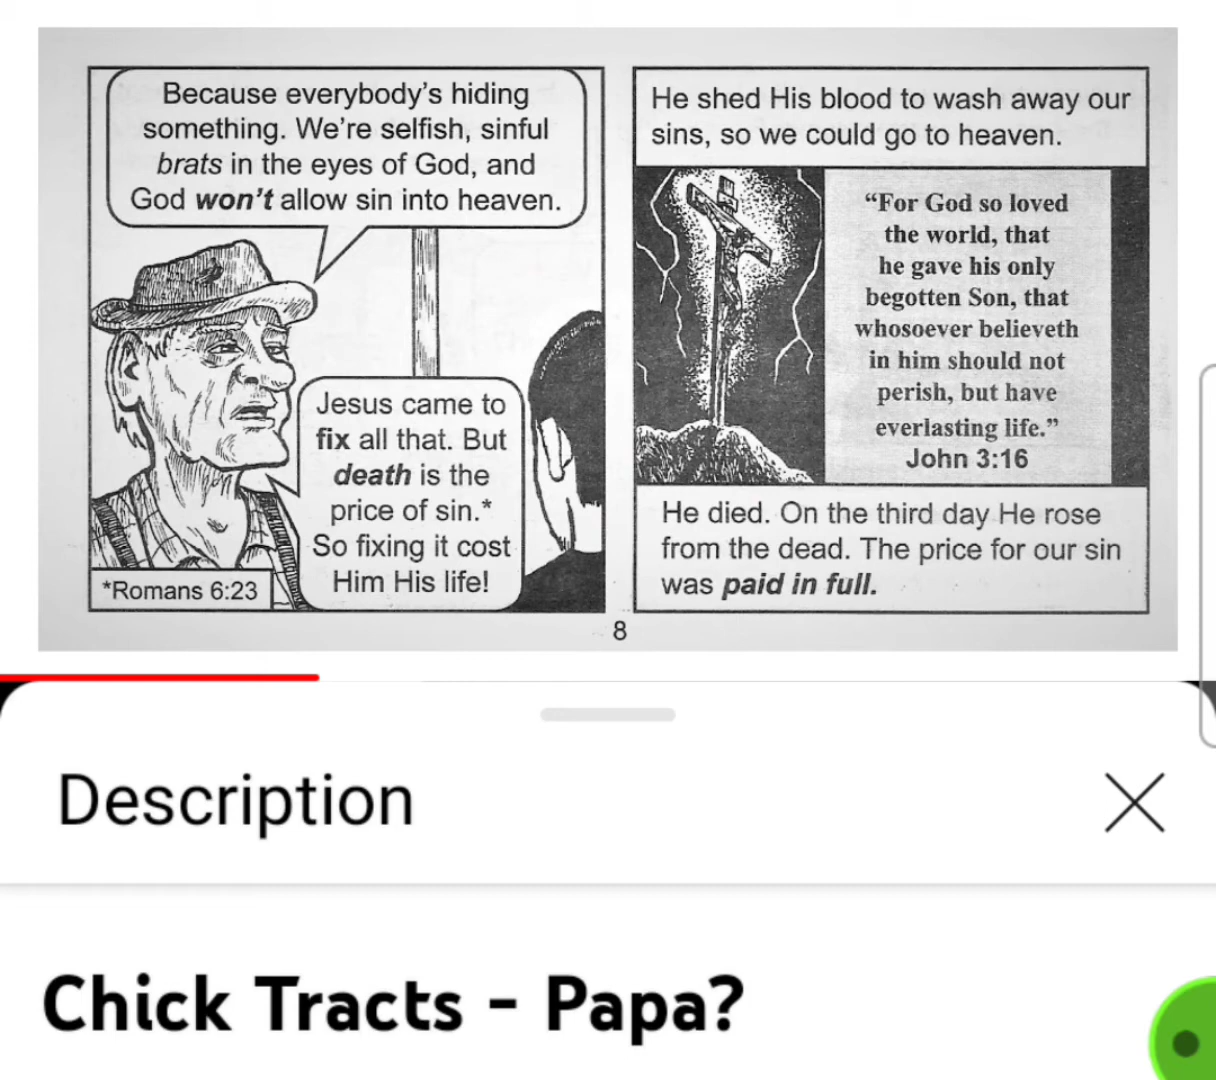 Because everybody's hiding
something. We're selfish, sinful
brats in the eyes of God, and
God won't allow sin into heaven.
Jesus came to
fix all that. But
death is the
price of sin.*
So fixing it cost
Him His life!
*Romans 6:23
He shed His blood to wash away our
sins, so we could go to heaven.
“For God so loved
the world, that
he gave his only
begotten Son, that
whosoever believeth
in him should not
perish, but have
everlasting life.”
John 3:16
He died. On the third day He rose
from the dead. The price for our sin
was paid in full.
8
Description
Chick Tracts - Papa?